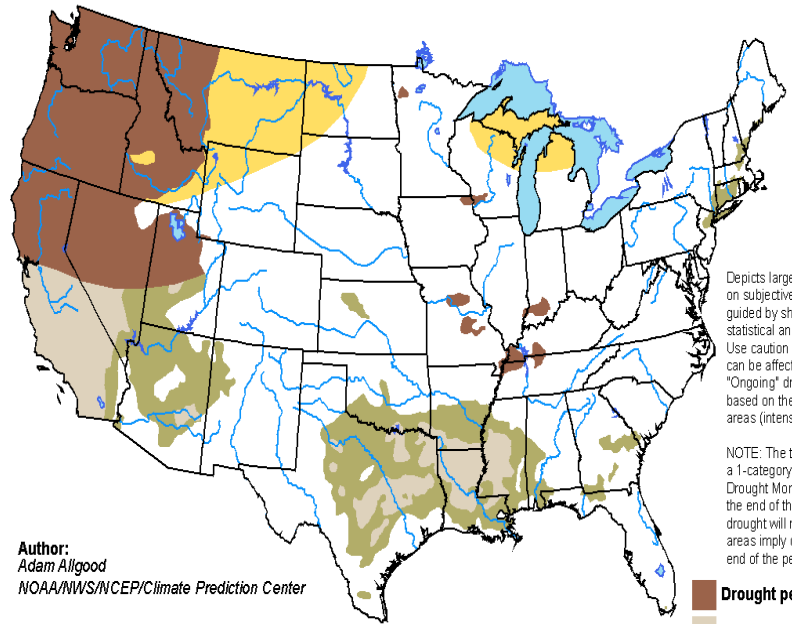 Depicts large
on subjective
guided by sh
statistical an
Use caution
can be affect
"Ongoing" dr
based on the
areas (intens
NOTE: The t
a 1-category
Drought Mon
the end of th
drought will r
areas imply
end of the pe
Author:
Adam Allgood
NOAA/NWS/NCEP/Climate Prediction Center
Drought pe